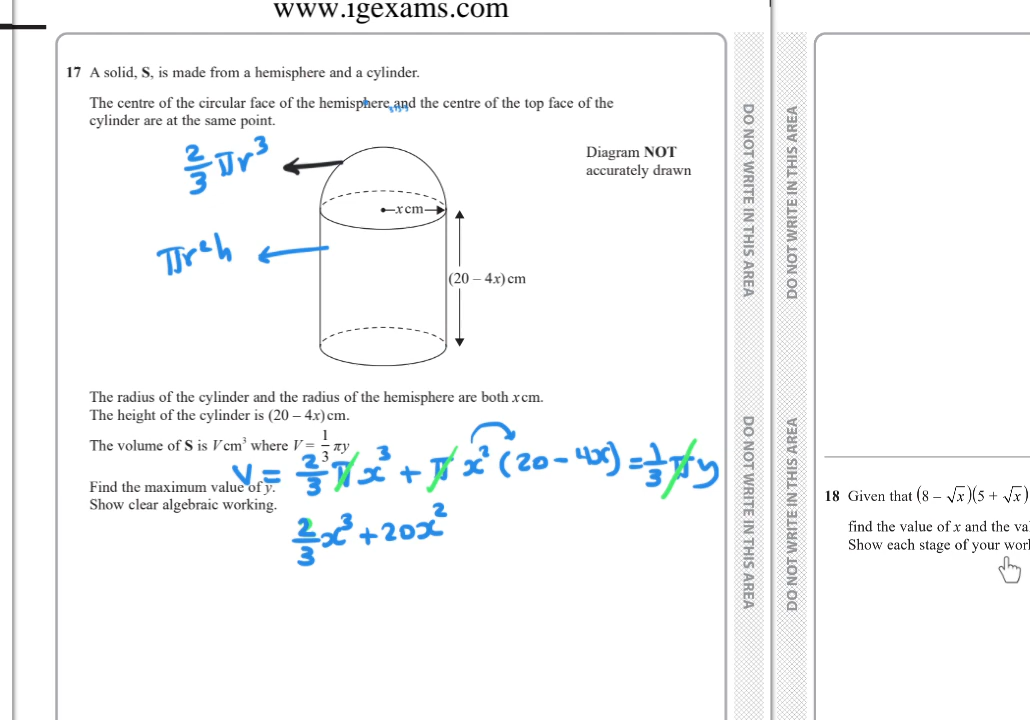 www.igexams.com
17 A solid, S, is made from a hemisphere and a cylinder.
The centre of the circular face of the hemisphere and the centre of the top face of the
cylinder are at the same point.
2/3 πr³
Diagram NOT
accurately drawn
x cm
πr²h
(20 – 4x) cm
The radius of the cylinder and the radius of the hemisphere are both x cm.
The height of the cylinder is (20 – 4x) cm.
The volume of S is V cm³ where V = 1/3 πy
V = 2/3 π x³ + π x² (20 - 4x) = 1/3 π y
Find the maximum value of y.
Show clear algebraic working.
2/3 x³ + 20x²
DO NOT WRITE IN THIS AREA
DO NOT WRITE IN THIS AREA
DO NOT WRITE IN THIS AREA
DO NOT WRITE IN THIS AREA
18 Given that (8 – √x)(5 + √x)
find the value of x and the
Show each stage of your